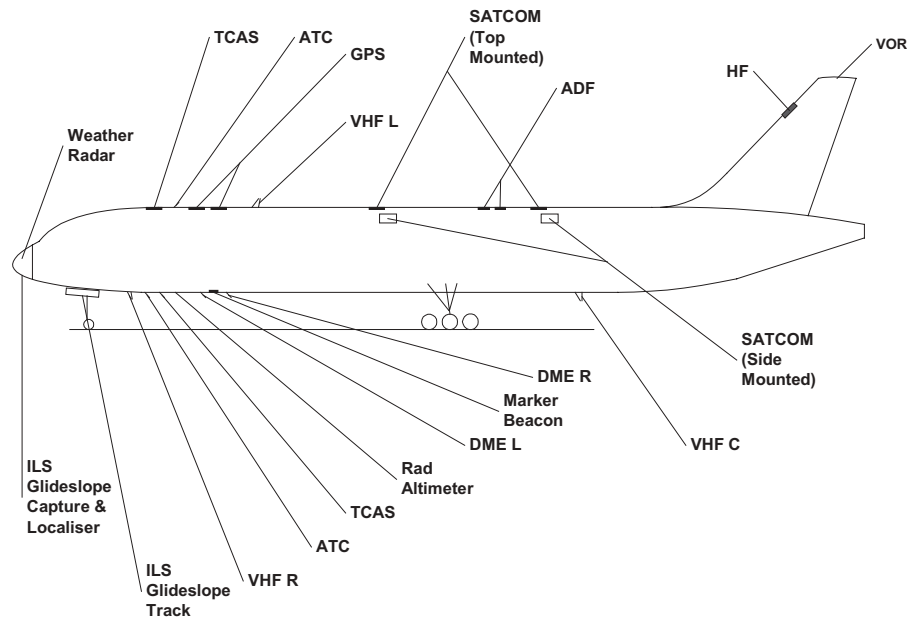 TCAS
ATC
GPS
SATCOM
(Top
Mounted)
VOR
HF
ADF
VHF L
Weather
Radar
SATCOM
(Side
Mounted)
DME R
Marker
Beacon
DME L
VHF C
Rad
Altimeter
TCAS
ATC
VHF R
ILS
Glideslope
Capture &
Localiser
ILS
Glideslope
Track